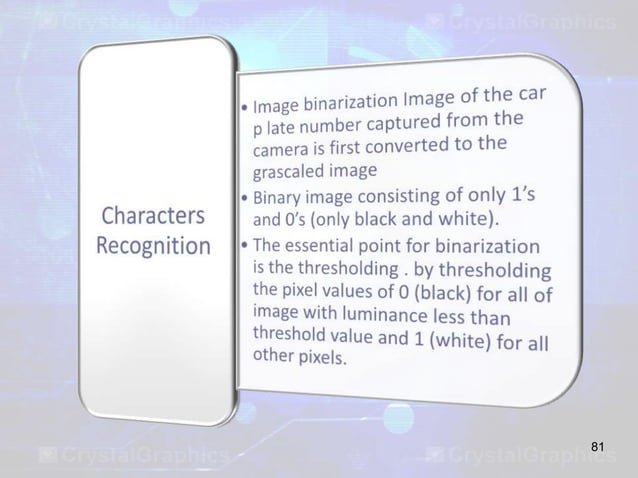 CrystalGraphics
CrystalGraphics
Characters
Recognition
• Image binarization Image of the car
p late number captured from the
camera is first converted to the
grascaled image
• Binary image consisting of only 1's
and 0's (only black and white).
• The essential point for binarization
is the thresholding . by thresholding
the pixel values of 0 (black) for all of
image with luminance less than
threshold value and 1 (white) for all
other pixels.
81
CrystalGraphics
CrystalGraphics